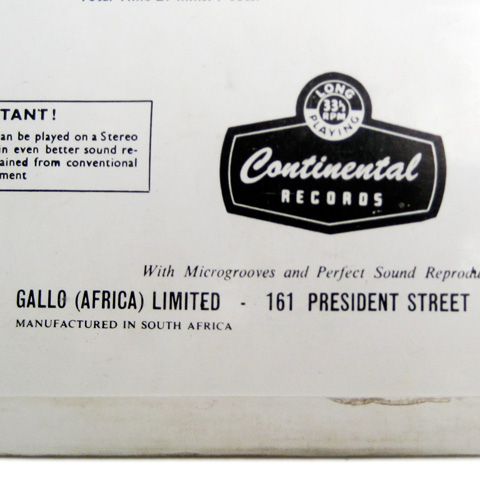 TANT!
an be played on a Stereo
in even better sound re-
ained from conventional
ment
LONG
33⅓
RPM
PLAYING
Continental
RECORDS
With Microgrooves and Perfect Sound Reprodu
GALLO (AFRICA) LIMITED - 161 PRESIDENT STREET
MANUFACTURED IN SOUTH AFRICA